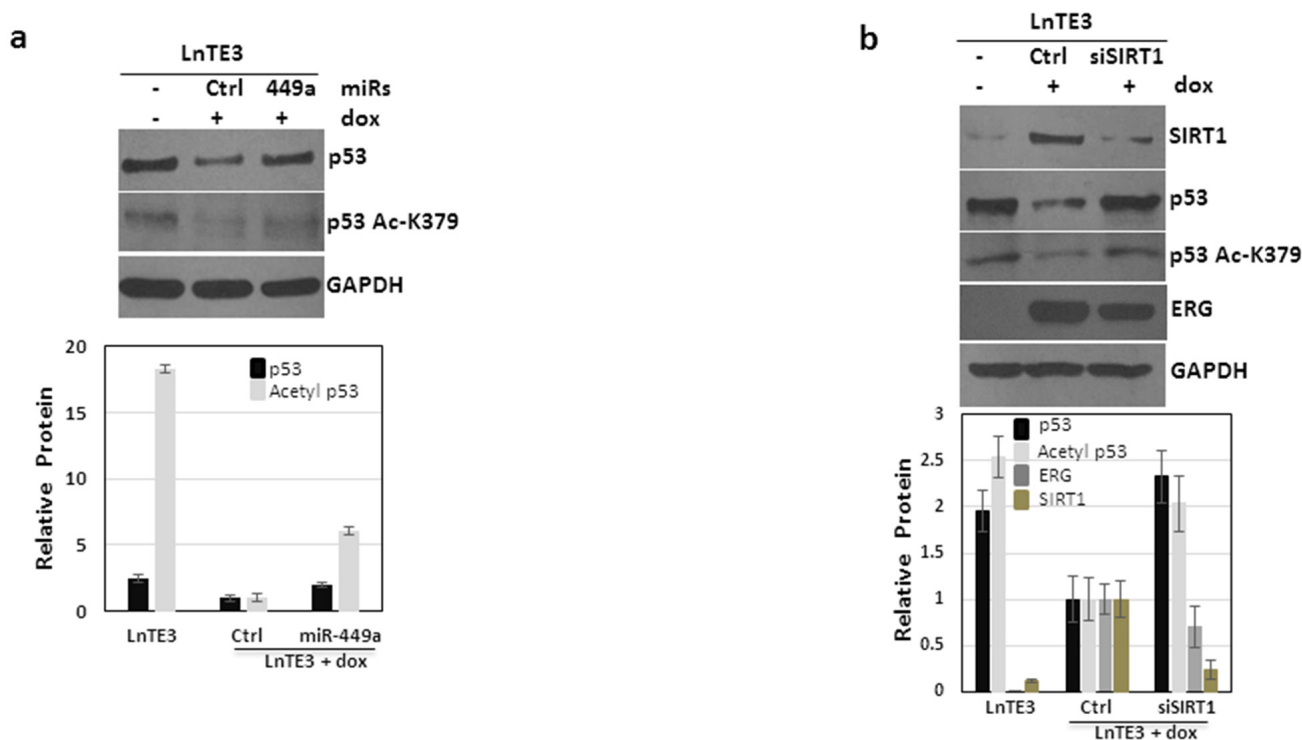 a
LnTE3
- Ctrl 449a miRs
- + + dox
p53
p53 Ac-K379
GAPDH
20
15
10
5
0
Relative Protein
p53
Acetyl p53
LnTE3 Ctrl miR-449a
LnTE3 + dox
b
LnTE3
- Ctrl siSIRT1
- + + dox
SIRT1
p53
p53 Ac-K379
ERG
GAPDH
3
2.5
2
1.5
1
0.5
0
Relative Protein
p53
Acetyl p53
ERG
SIRT1
LnTE3 Ctrl siSIRT1
LnTE3 + dox